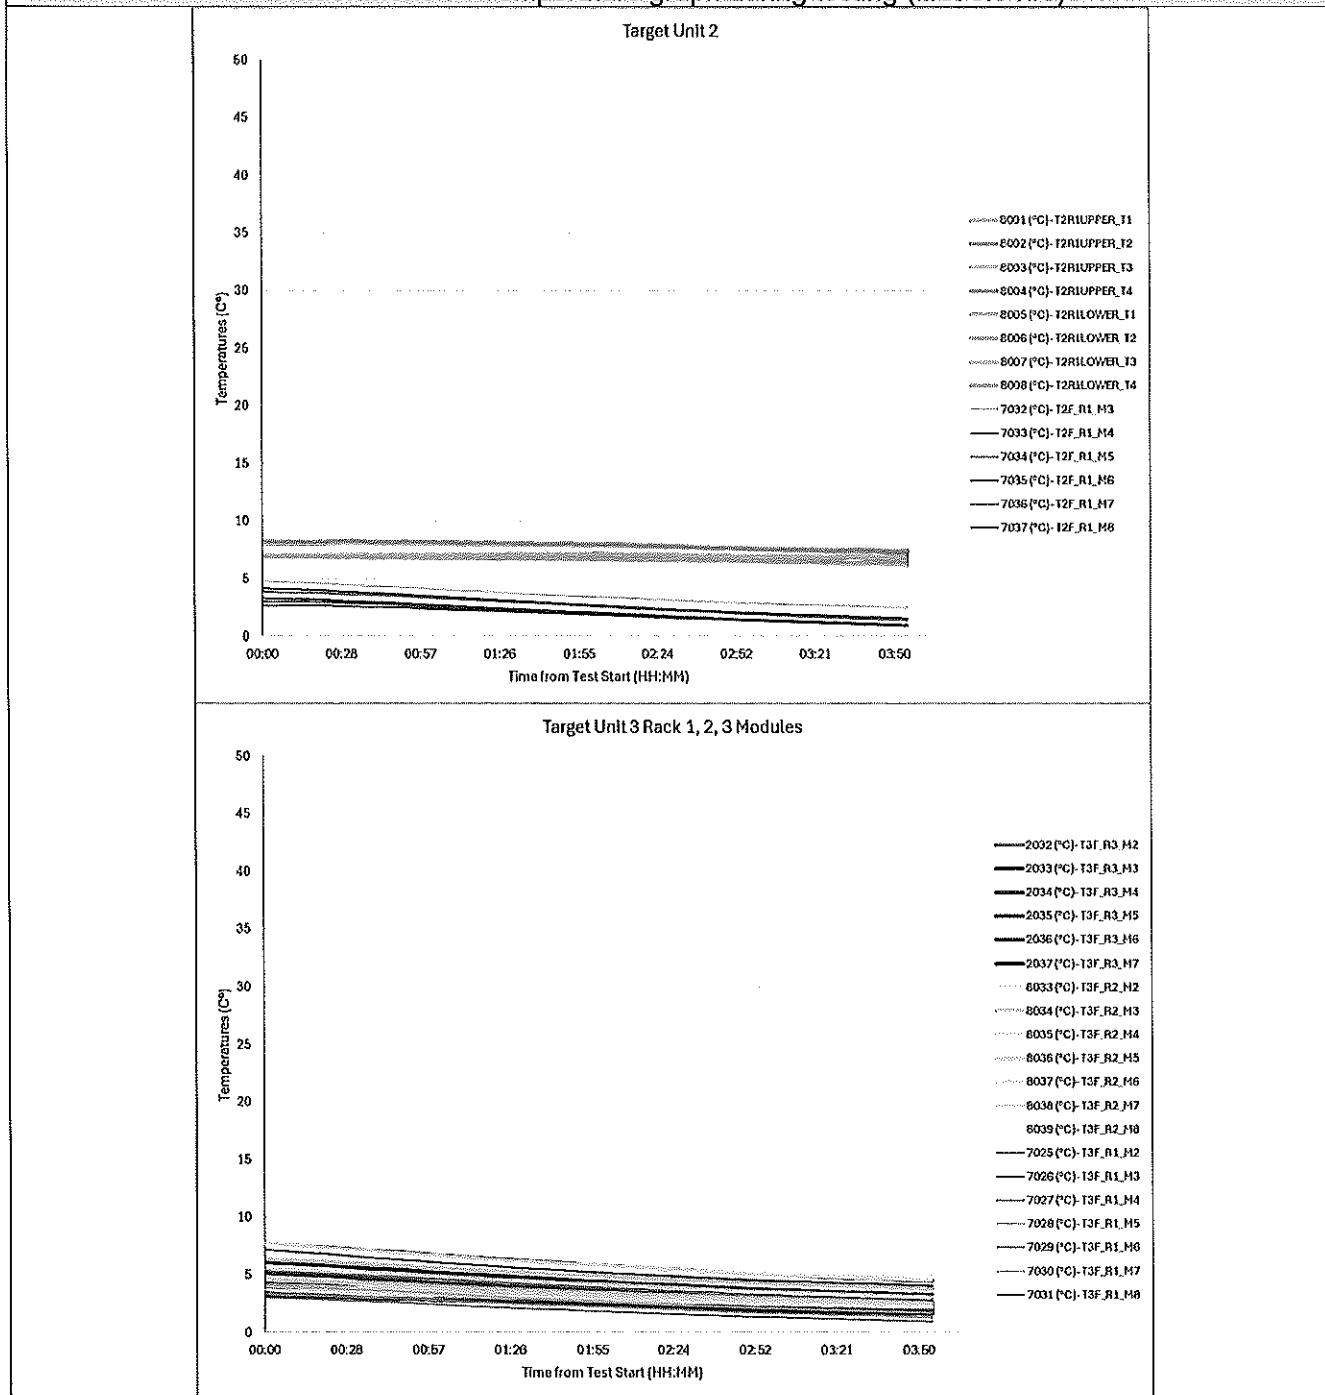 Target Unit 2
50
45
40
35
30
25
20
15
10
5
0
Temperatures (C°)
00:00 00:28 00:57 01:26 01:55 02:24 02:52 03:21 03:50
Time from Test Start (HH:MM)
8001 (°C)- T2R1UPPER_T1
8002 (°C)- T2R1UPPER_T2
8003 (°C)- T2R1UPPER_T3
8004 (°C)- T2R1UPPER_T4
8005 (°C)- T2R1LOWER_T1
8006 (°C)- T2R1LOWER_T2
8007 (°C)- T2R1LOWER_T3
8008 (°C)- T2R1LOWER_T4
7032 (°C)- T2F_R1_M3
7033 (°C)- T2F_R1_M4
7034 (°C)- T2F_R1_M5
7035 (°C)- T2F_R1_M6
7036 (°C)- T2F_R1_M7
7037 (°C)- T2F_R1_M8
Target Unit 3 Rack 1, 2, 3 Modules
50
45
40
35
30
25
20
15
10
5
0
Temperatures (C°)
00:00 00:28 00:57 01:26 01:55 02:24 02:52 03:21 03:50
Time from Test Start (HH:MM)
2032 (°C)- T3F_R3_M2
2033 (°C)- T3F_R3_M3
2034 (°C)- T3F_R3_M4
2035 (°C)- T3F_R3_M5
2036 (°C)- T3F_R3_M6
2037 (°C)- T3F_R3_M7
8033 (°C)- T3F_R2_M2
8034 (°C)- T3F_R2_M3
8035 (°C)- T3F_R2_M4
8036 (°C)- T3F_R2_M5
8037 (°C)- T3F_R2_M6
8038 (°C)- T3F_R2_M7
8039 (°C)- T3F_R2_M8
7025 (°C)- T3F_R1_M2
7026 (°C)- T3F_R1_M3
7027 (°C)- T3F_R1_M4
7028 (°C)- T3F_R1_M5
7029 (°C)- T3F_R1_M6
7030 (°C)- T3F_R1_M7
7031 (°C)- T3F_R1_M8